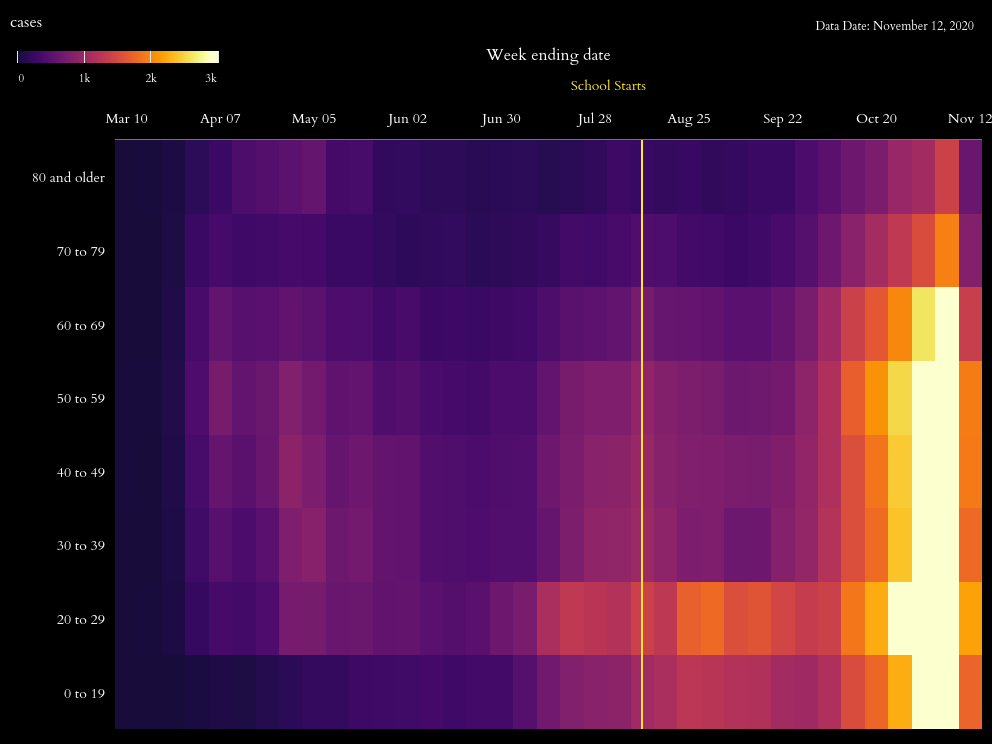 cases
Data Date: November 12, 2020
0 1k 2k 3k
Week ending date
School Starts
Mar 10 Apr 07 May 05 Jun 02 Jun 30 Jul 28 Aug 25 Sep 22 Oct 20 Nov 12
80 and older
70 to 79
60 to 69
50 to 59
40 to 49
30 to 39
20 to 29
0 to 19